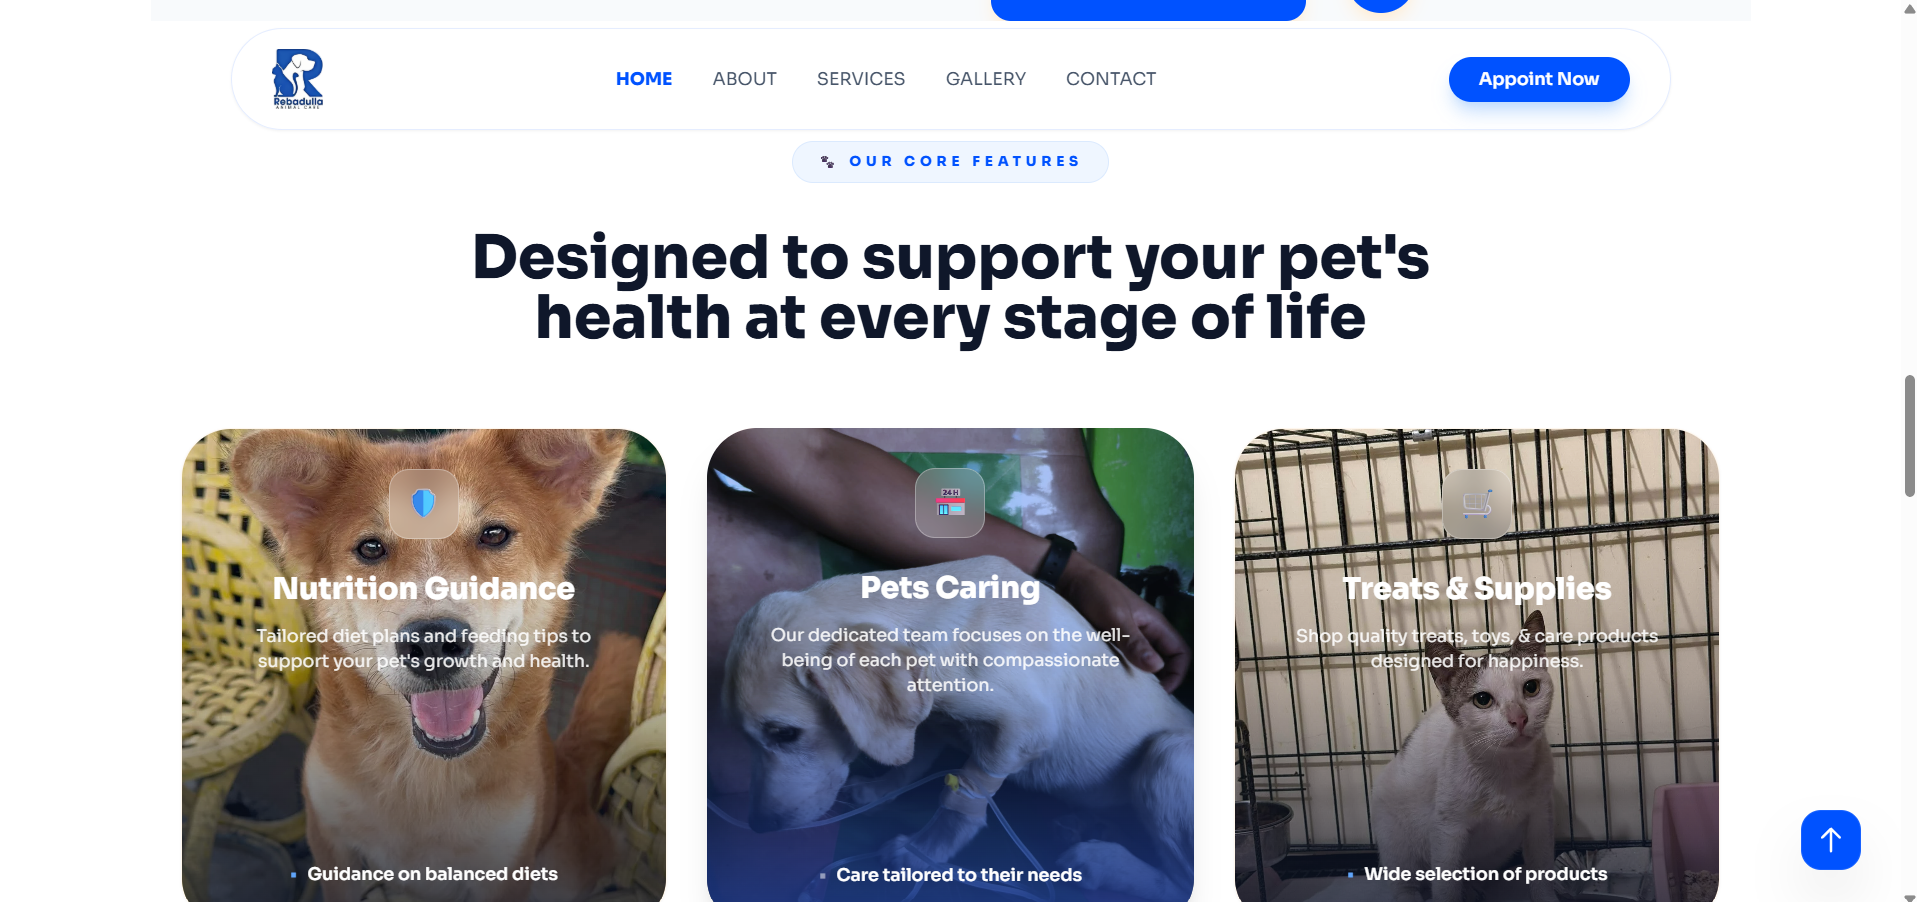 Rebadulla
ANIMAL CARE
HOME
ABOUT
SERVICES
GALLERY
CONTACT
Appoint Now
OUR CORE FEATURES
Designed to support your pet's
health at every stage of life
Nutrition Guidance
Tailored diet plans and feeding tips to
support your pet's growth and health.
Guidance on balanced diets
24H
Pets Caring
Our dedicated team focuses on the well-
being of each pet with compassionate
attention.
Care tailored to their needs
Treats & Supplies
Shop quality treats, toys, & care products
designed for happiness.
Wide selection of products